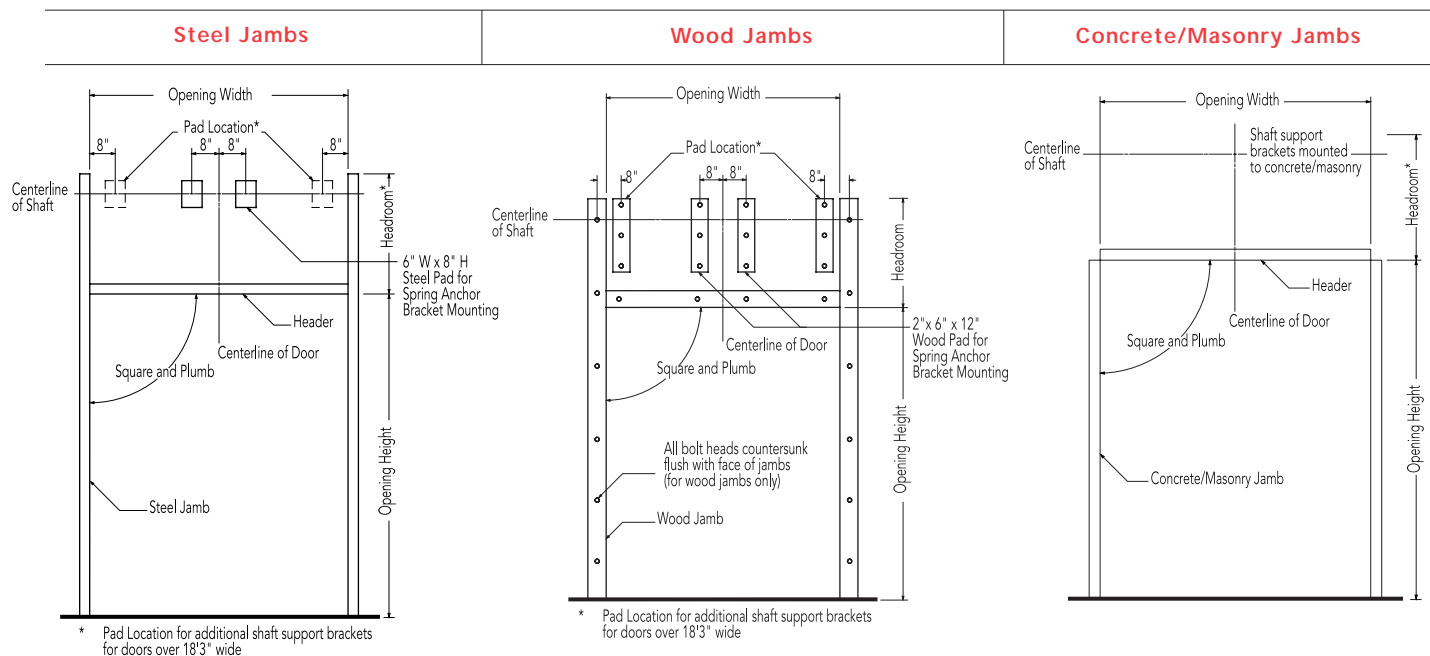 Steel Jambs
Wood Jambs
Concrete/Masonry Jambs
Opening Width
Pad Location*
8"
8"
8"
8"
Centerline
of Shaft
Headroom*
6" W x 8" H
Steel Pad for
Spring Anchor
Bracket Mounting
Header
Centerline of Door
Square and Plumb
Opening Height
Steel Jamb
* Pad Location for additional shaft support brackets
for doors over 18'3" wide
Opening Width
Pad Location*
8"
8"
8"
8"
Centerline
of Shaft
Headroom
2"x 6" x 12"
Wood Pad for
Spring Anchor
Bracket Mounting
Centerline of Door
Square and Plumb
Opening Height
All bolt heads countersunk
flush with face of jambs
(for wood jambs only)
Wood Jamb
* Pad Location for additional shaft support brackets
for doors over 18'3" wide
Opening Width
Centerline
of Shaft
Shaft support
brackets mounted
to concrete/masonry
Headroom*
Header
Centerline of Door
Square and Plumb
Opening Height
Concrete/Masonry Jamb